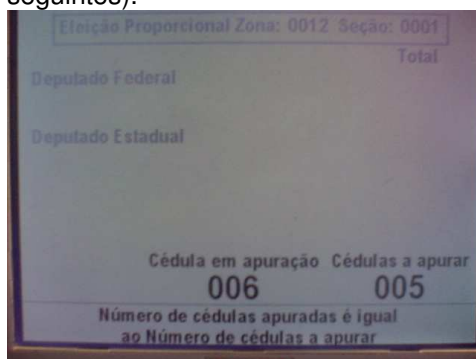 seguintes).
Eleição Proporcional Zona: 0012 Seção: 0001
Total
Deputado Federal
Deputado Estadual
Cédula em apuração Cédulas a apurar
006 005
Número de cédulas apuradas é igual
ao Número de cédulas a apurar